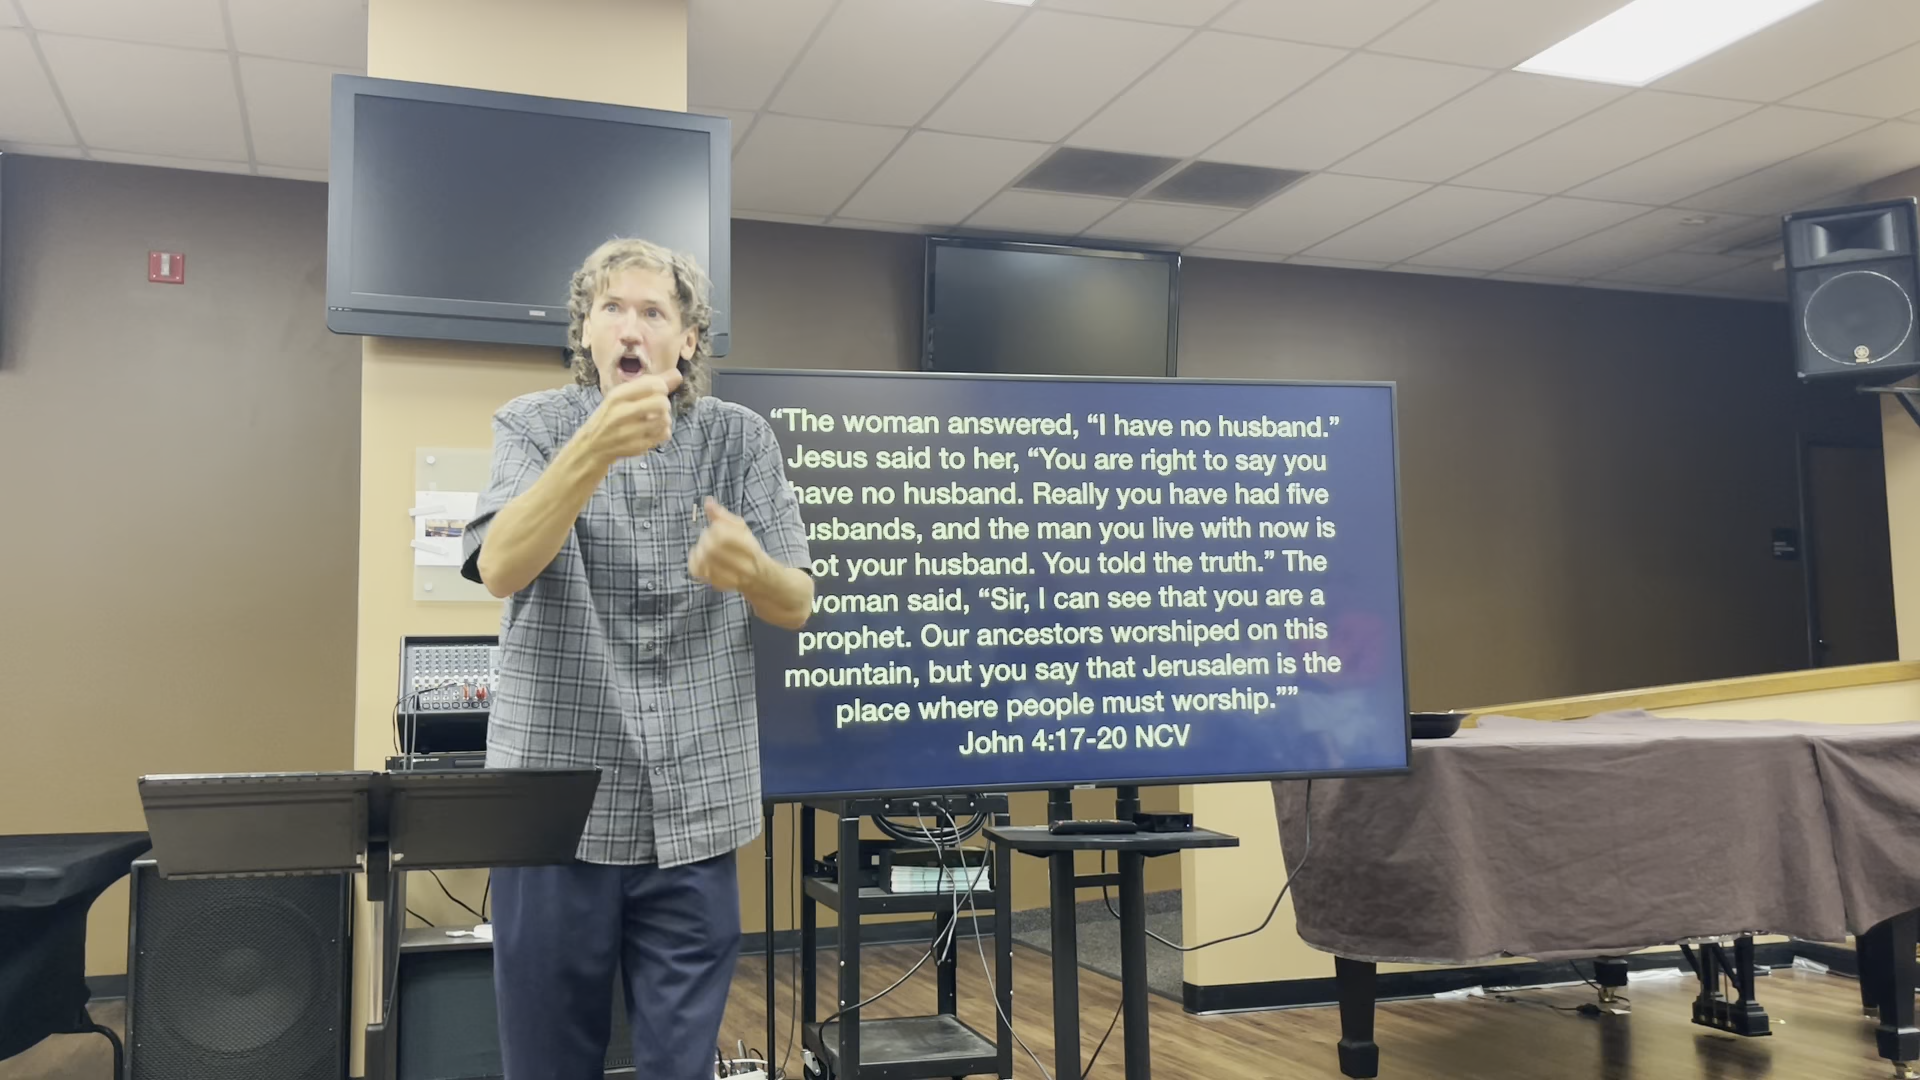 “The woman answered, “I have no husband.”
Jesus said to her, “You are right to say you
have no husband. Really you have had five
usbands, and the man you live with now is
ot your husband. You told the truth.” The
woman said, “Sir, I can see that you are a
prophet. Our ancestors worshiped on this
mountain, but you say that Jerusalem is the
place where people must worship.””
John 4:17-20 NCV